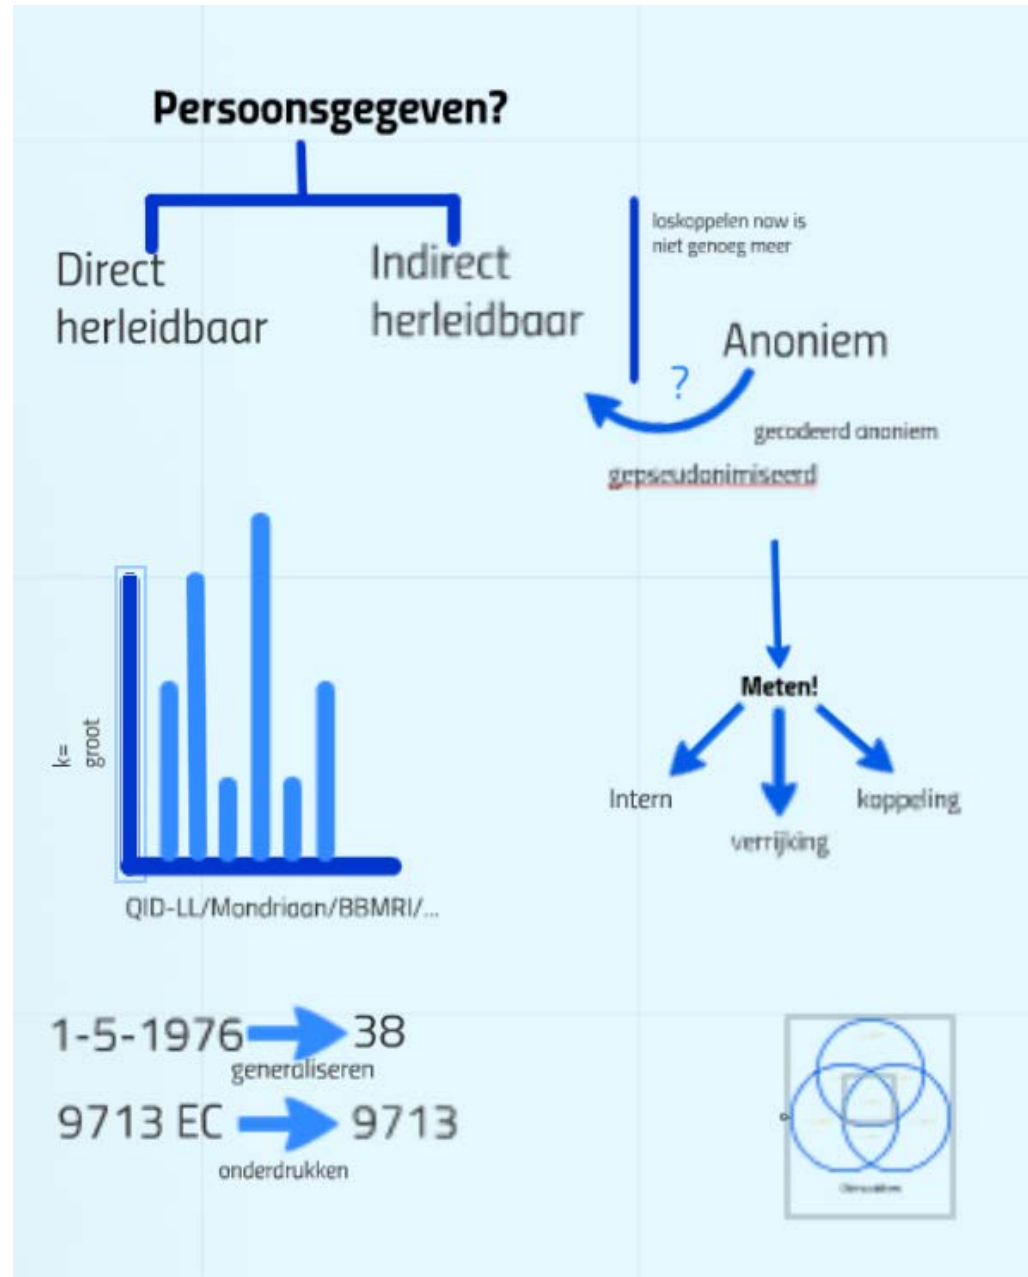 Persoonsgegeven?
Direct
herleidbaar
Indirect
herleidbaar
loskoppelen naw is
niet genoeg meer
Anoniem
?
gecodeerd anoniem
gepseudonimiseerd
k=
groot
QID-LL/Mondriaan/BBMRI/...
Meten!
Intern
verrijking
koppeling
1-5-1976
38
generaliseren
9713 EC
9713
onderdrukken